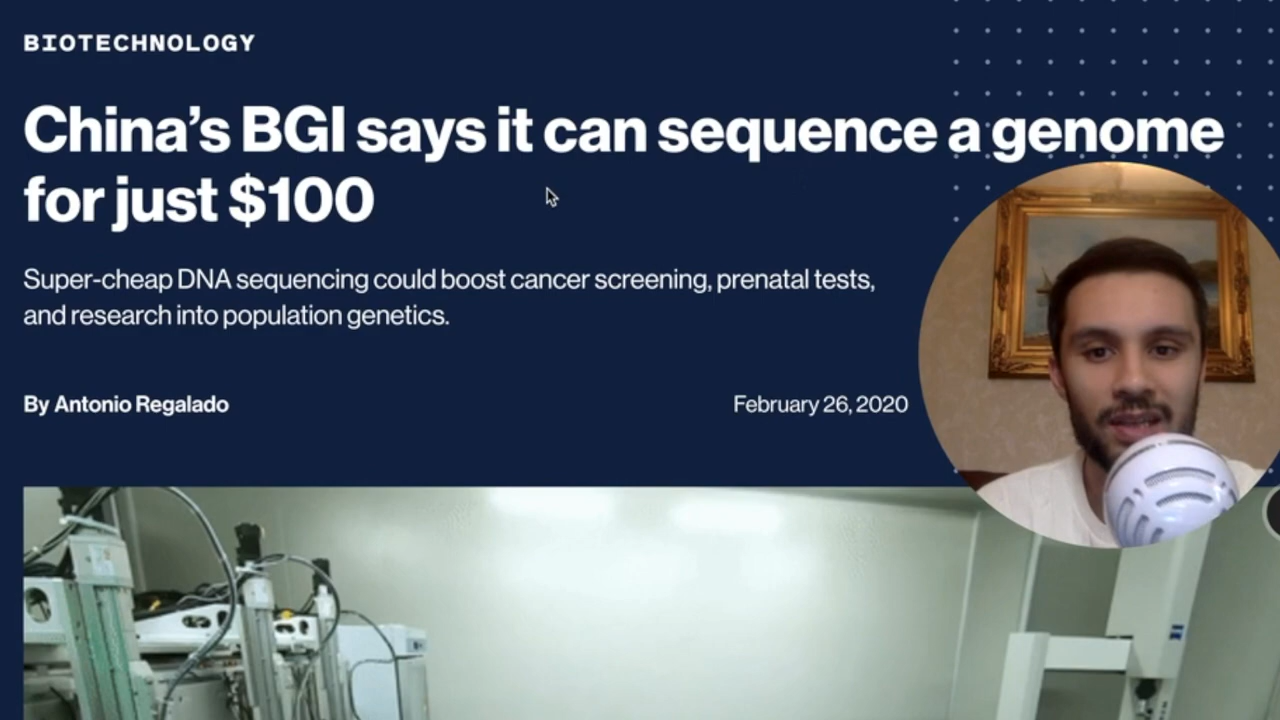 BIOTECHNOLOGY
China’s BGI says it can sequence a genome
for just $100
Super-cheap DNA sequencing could boost cancer screening, prenatal tests,
and research into population genetics.
By Antonio Regalado
February 26, 2020